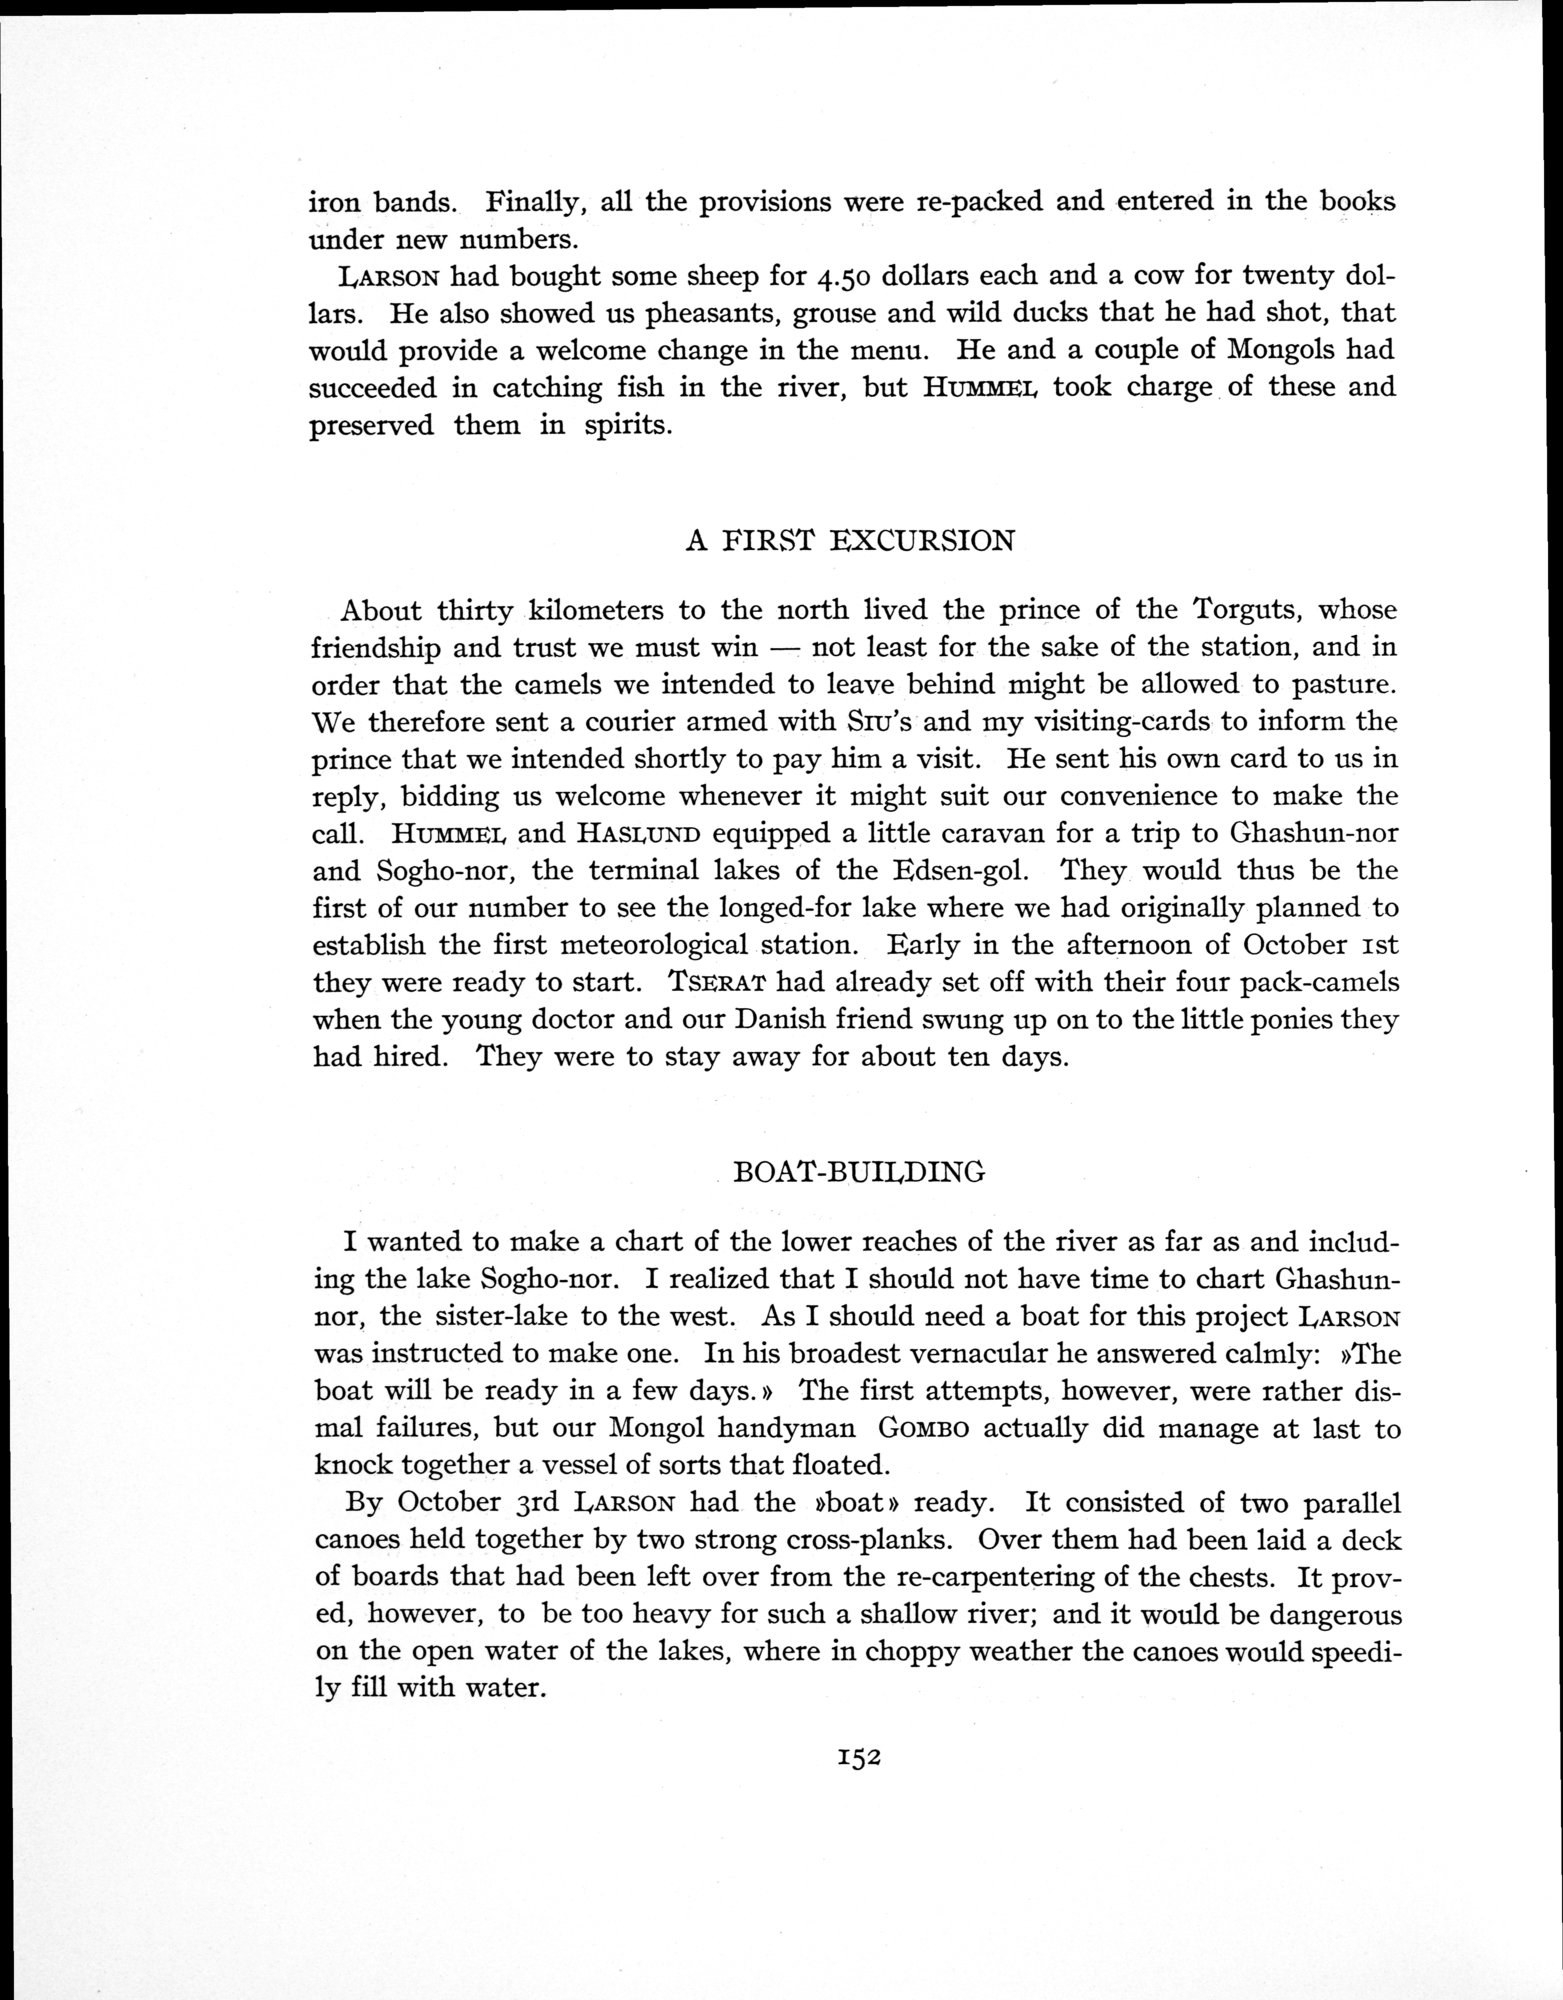 iron bands. Finally, all the provisions were re-packed and entered in the books
under new numbers.
LARSON had bought some sheep for 4.50 dollars each and a cow for twenty dol-
lars. He also showed us pheasants, grouse and wild ducks that he had shot, that
would provide a welcome change in the menu. He and a couple of Mongols had
succeeded in catching fish in the river, but HUMMEL took charge of these and
preserved them in spirits.
A FIRST EXCURSION
About thirty kilometers to the north lived the prince of the Torguts, whose
friendship and trust we must win — not least for the sake of the station, and in
order that the camels we intended to leave behind might be allowed to pasture.
We therefore sent a courier armed with SIU's and my visiting-cards to inform the
prince that we intended shortly to pay him a visit. He sent his own card to us in
reply, bidding us welcome whenever it might suit our convenience to make the
call. HUMMEL and HASLUND equipped a little caravan for a trip to Ghashun-nor
and Sogho-nor, the terminal lakes of the Edsen-gol. They would thus be the
first of our number to see the longed-for lake where we had originally planned to
establish the first meteorological station. Early in the afternoon of October 1st
they were ready to start. TSERAT had already set off with their four pack-camels
when the young doctor and our Danish friend swung up on to the little ponies they
had hired. They were to stay away for about ten days.
BOAT-BUILDING
I wanted to make a chart of the lower reaches of the river as far as and includ-
ing the lake Sogho-nor. I realized that I should not have time to chart Ghashun-
nor, the sister-lake to the west. As I should need a boat for this project LARSON
was instructed to make one. In his broadest vernacular he answered calmly: »The
boat will be ready in a few days.» The first attempts, however, were rather dis-
mal failures, but our Mongol handyman GOMBO actually did manage at last to
knock together a vessel of sorts that floated.
By October 3rd LARSON had the »boat» ready. It consisted of two parallel
canoes held together by two strong cross-planks. Over them had been laid a deck
of boards that had been left over from the re-carpentering of the chests. It prov-
ed, however, to be too heavy for such a shallow river; and it would be dangerous
on the open water of the lakes, where in choppy weather the canoes would speedi-
ly fill with water.
152